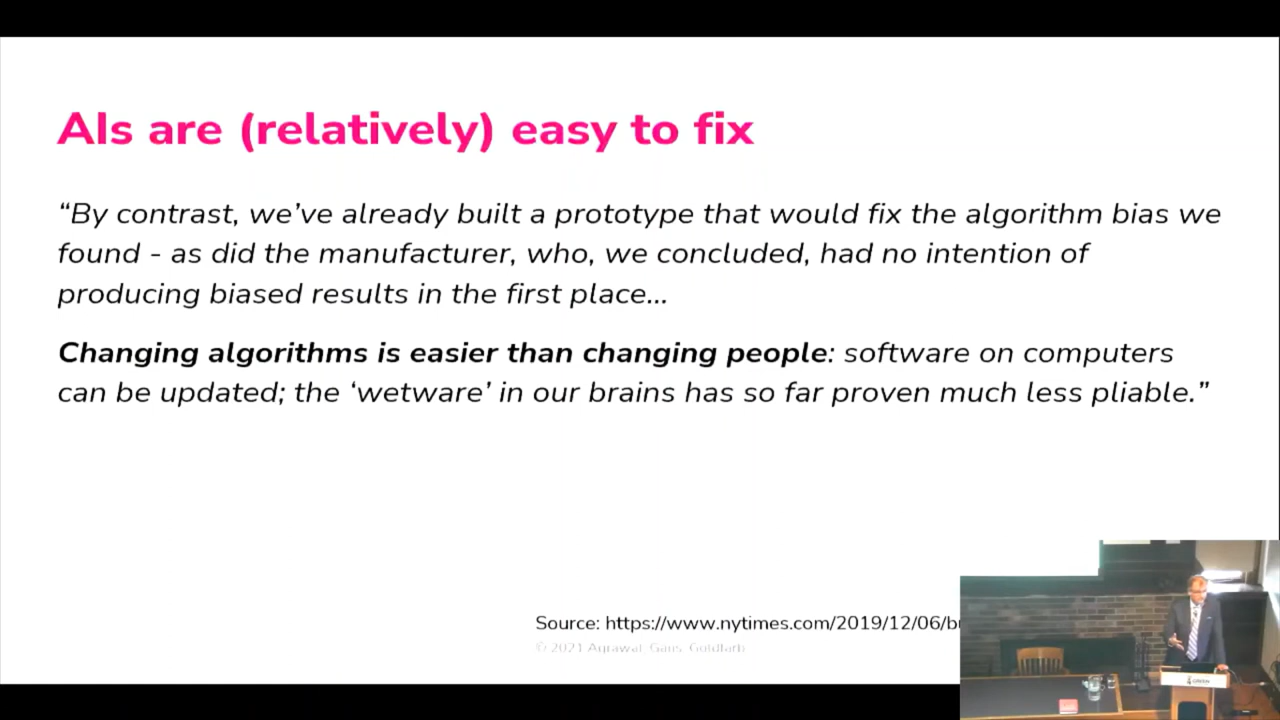 AIs are (relatively) easy to fix
“By contrast, we’ve already built a prototype that would fix the algorithm bias we
found - as did the manufacturer, who, we concluded, had no intention of
producing biased results in the first place...
Changing algorithms is easier than changing people: software on computers
can be updated; the ‘wetware’ in our brains has so far proven much less pliable.”
Source: https://www.nytimes.com/2019/12/06/bu
© 2021 Agrawal, Gans, Goldfarb